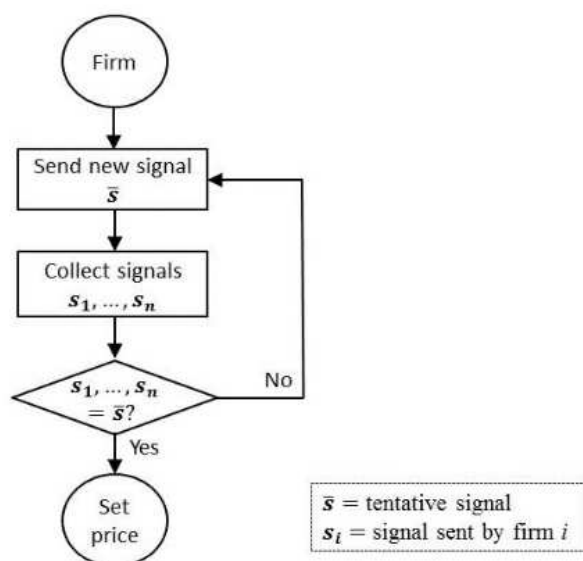 Firm
Send new signal
s̄
Collect signals
s₁, ..., sₙ
s₁, ..., sₙ
= s̄?
No
Yes
Set
price
s̄ = tentative signal
sᵢ = signal sent by firm i